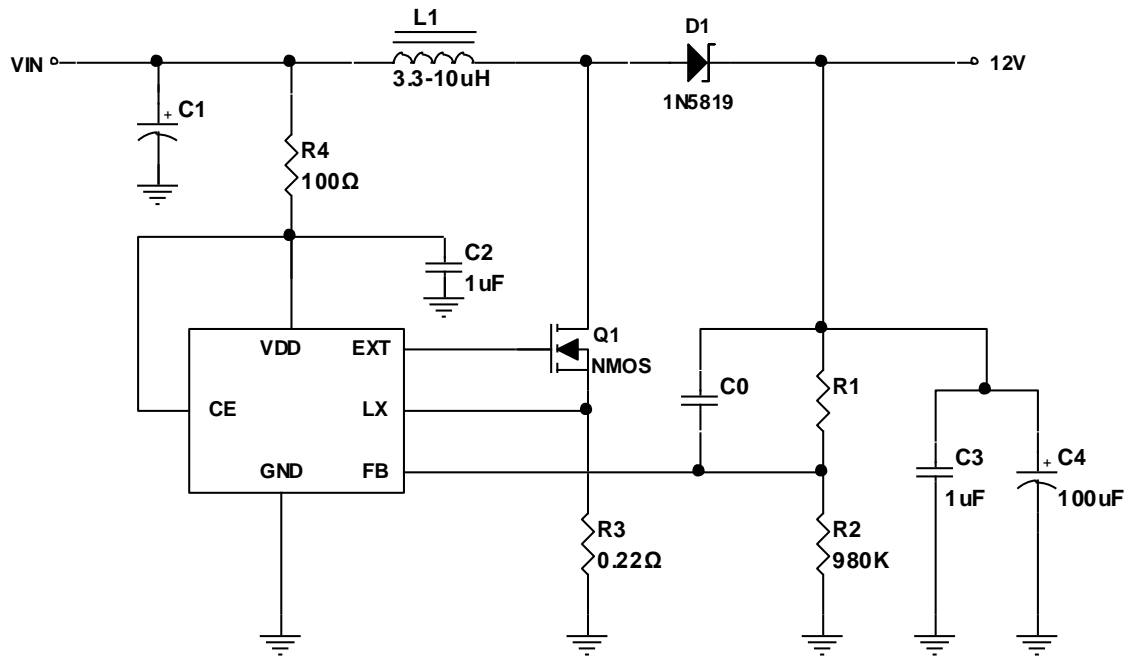 L1
D1
VIN
12V
3.3-10uH
1N5819
C1
+
R4
100Ω
C2
1uF
Q1
NMOS
VDD
EXT
CE
LX
GND
FB
C0
R1
C3
1uF
+
C4
100uF
R3
0.22Ω
R2
980K